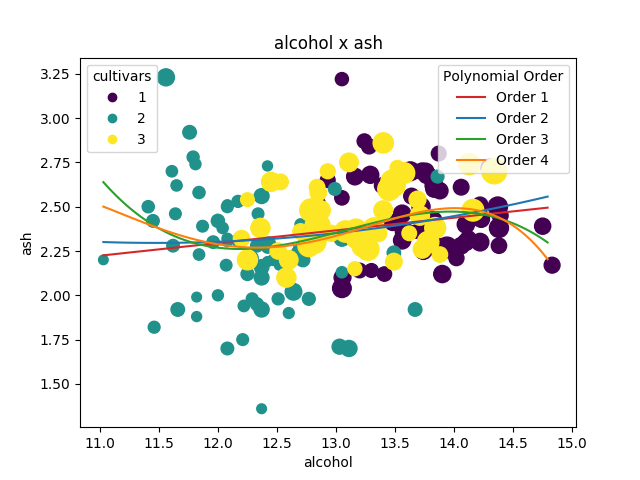 alcohol x ash
cultivars
1
2
3
Polynomial Order
Order 1
Order 2
Order 3
Order 4
3.25
3.00
2.75
2.50
2.25
2.00
1.75
1.50
ash
11.0 11.5 12.0 12.5 13.0 13.5 14.0 14.5 15.0
alcohol